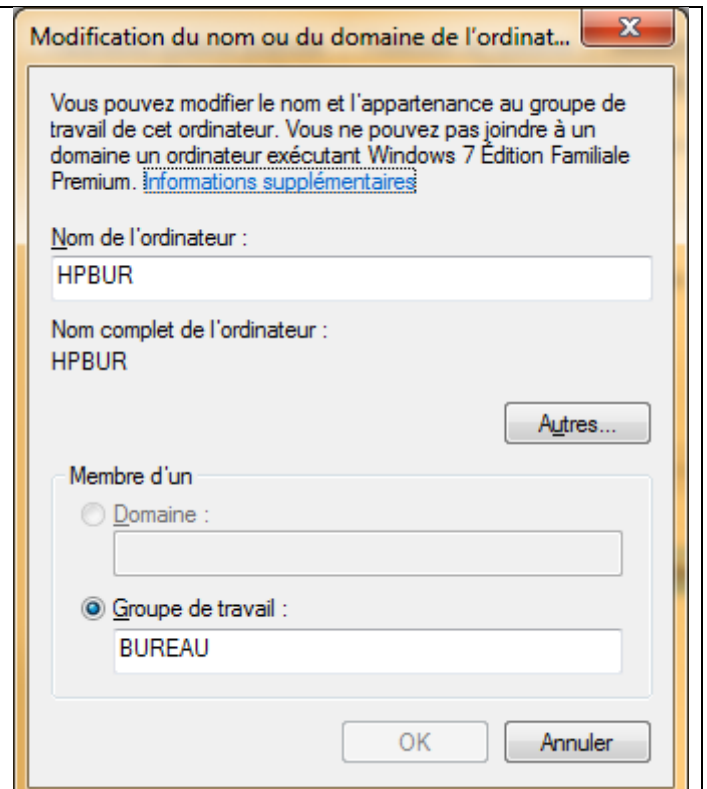 Modification du nom ou du domaine de l'ordinat...
Vous pouvez modifier le nom et l'appartenance au groupe de
travail de cet ordinateur. Vous ne pouvez pas joindre à un
domaine un ordinateur exécutant Windows 7 Édition Familiale
Premium. Informations supplémentaires
Nom de l'ordinateur :
HPBUR
Nom complet de l'ordinateur :
HPBUR
Autres...
Membre d'un
Domaine :
Groupe de travail :
BUREAU
OK Annuler